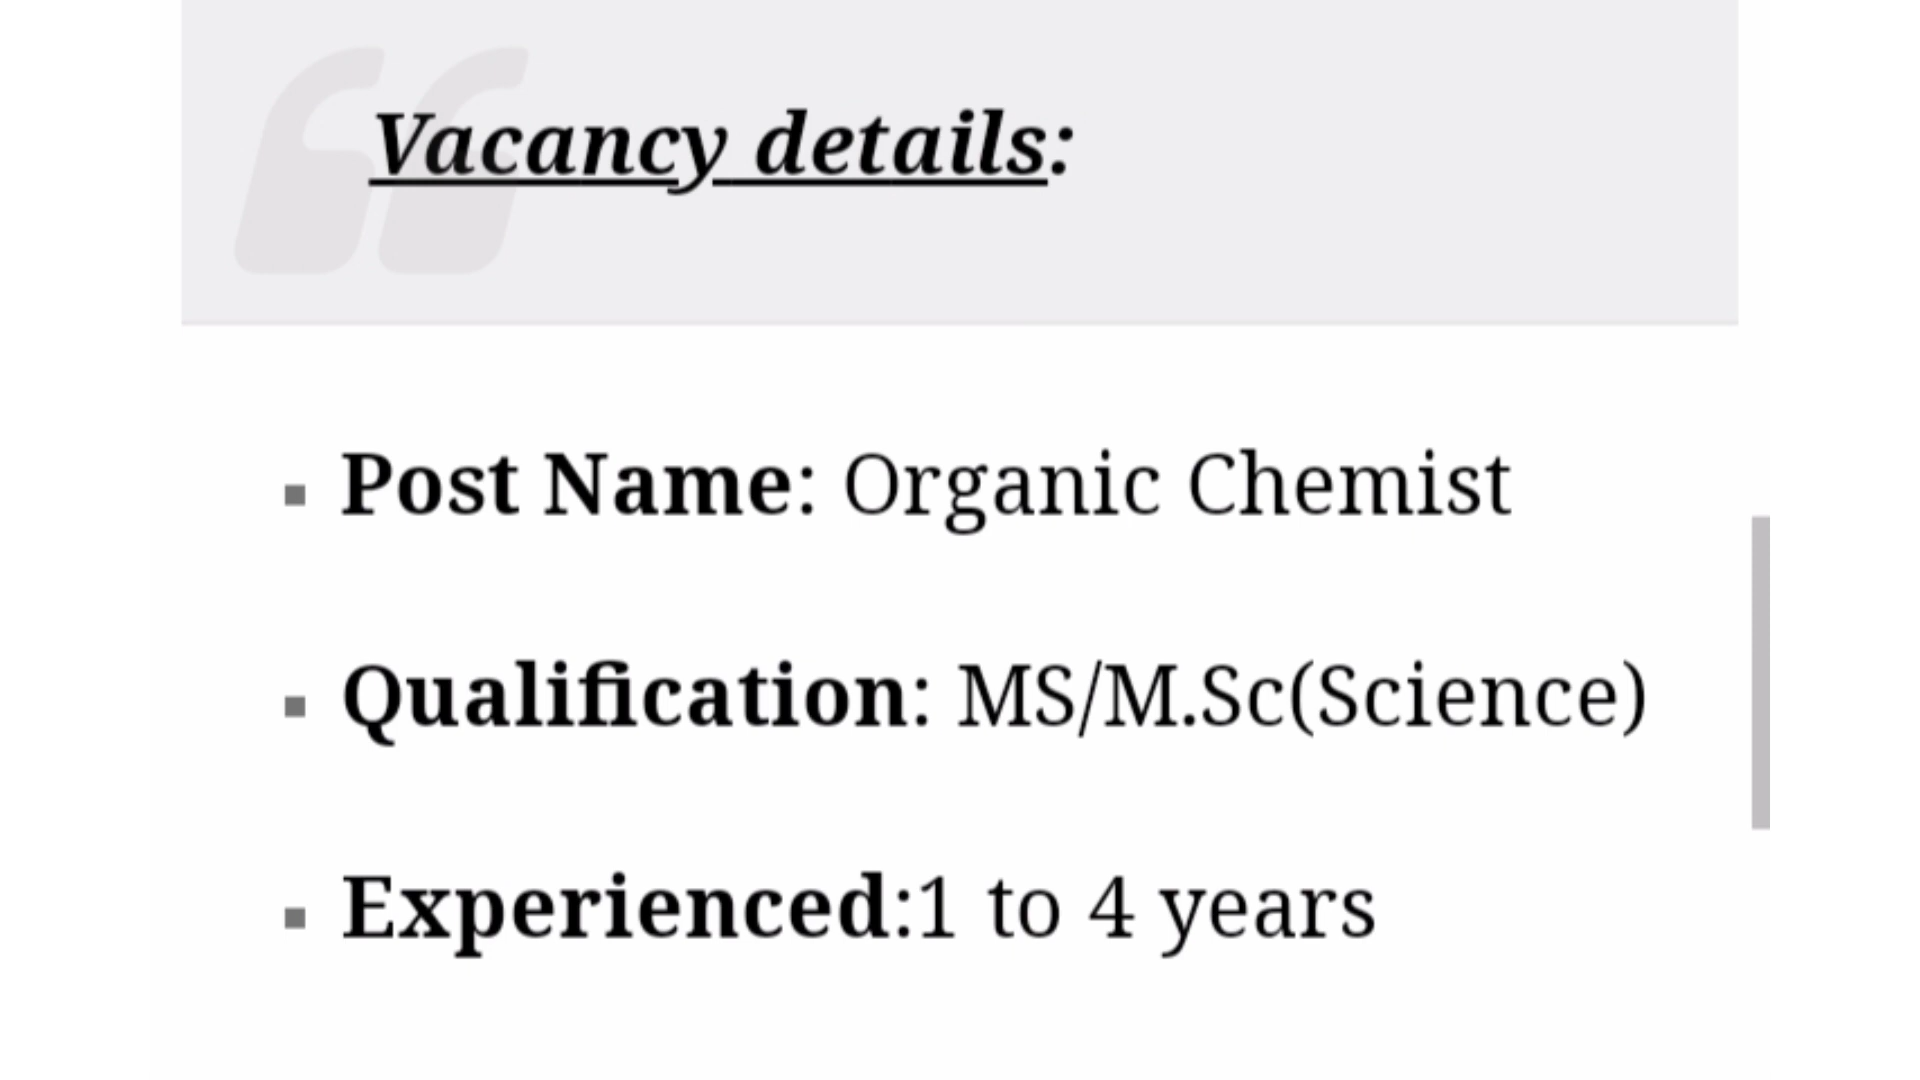 Vacancy details:
Post Name: Organic Chemist
Qualification: MS/M.Sc(Science)
Experienced:1 to 4 years